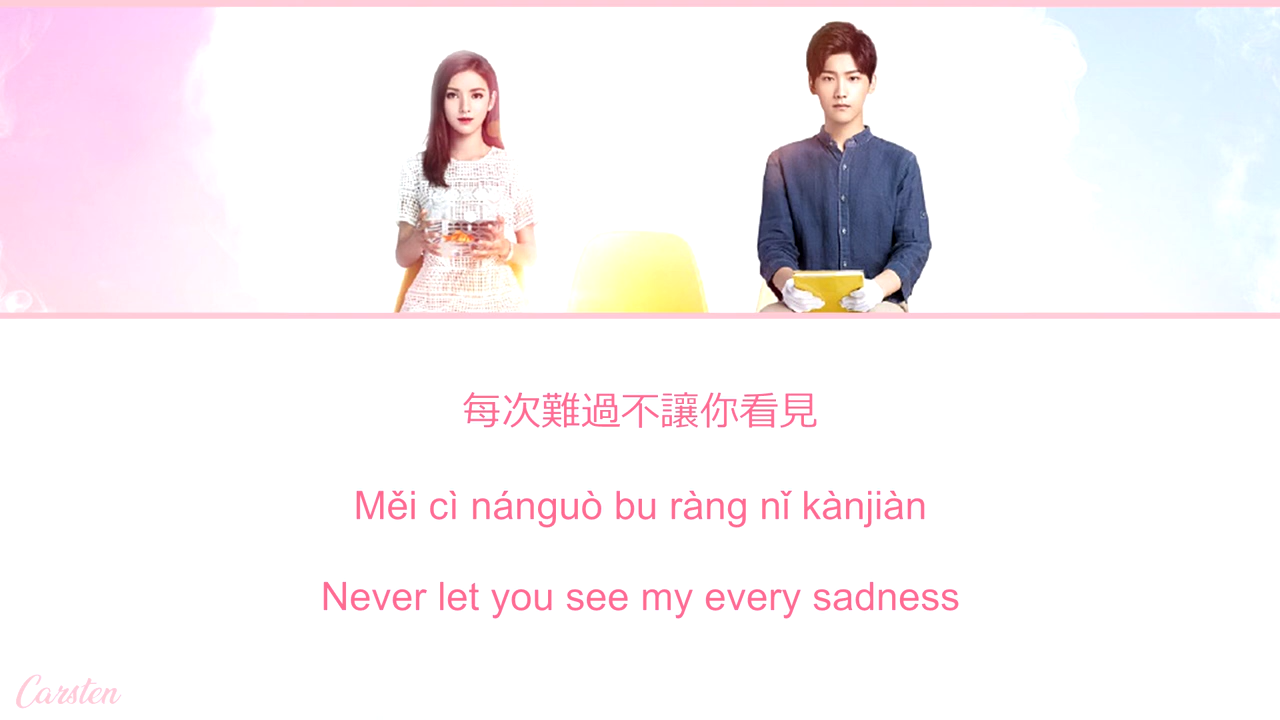 每次難過不讓你看見
Měi cì nánguò bu ràng nǐ kànjiàn
Never let you see my every sadness
Carsten